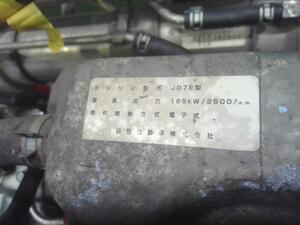 エンジン型式 J07E型
最高出力 165kW/2500r.p.m.
燃料噴射方式 電子式
日野自動車株式会社